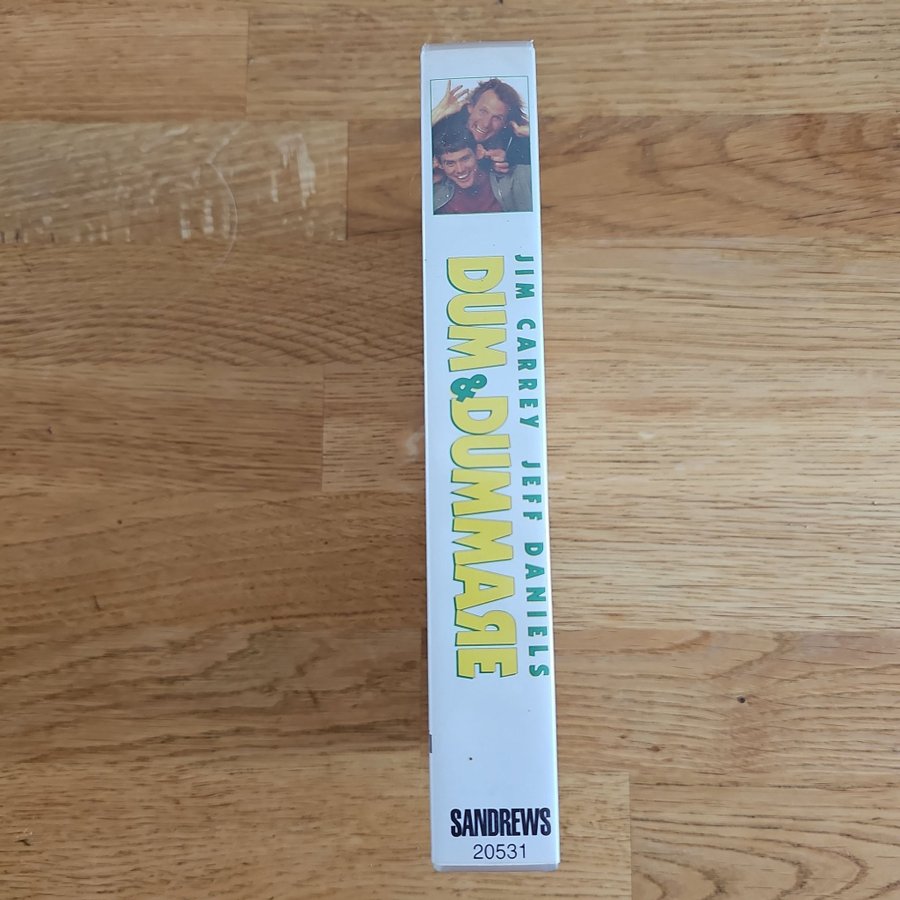 JIM CARREY JEFF DANIELS
DUM & DUMMARE
SANDREWS
20531